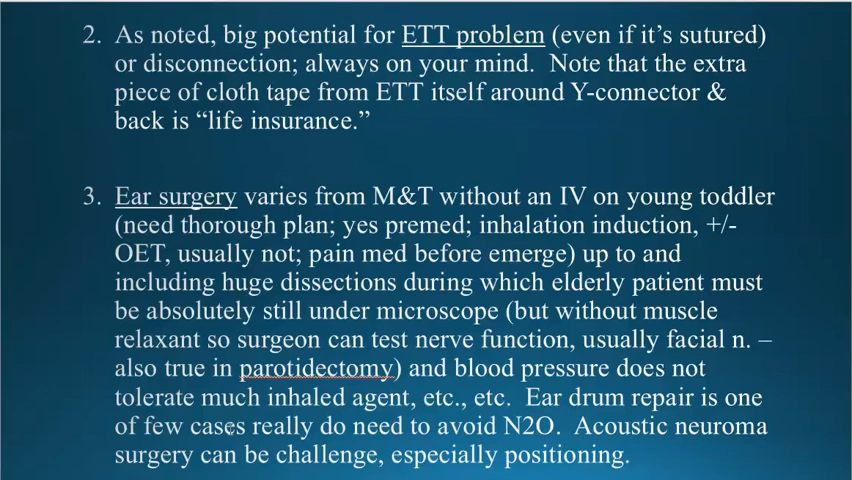 2. As noted, big potential for ETT problem (even if it’s sutured)
or disconnection; always on your mind.  Note that the extra
piece of cloth tape from ETT itself around Y-connector &
back is “life insurance.”
3. Ear surgery varies from M&T without an IV on young toddler
(need thorough plan; yes premed; inhalation induction, +/-
OET, usually not; pain med before emerge) up to and
including huge dissections during which elderly patient must
be absolutely still under microscope (but without muscle
relaxant so surgeon can test nerve function, usually facial n. –
also true in parotidectomy) and blood pressure does not
tolerate much inhaled agent, etc., etc.  Ear drum repair is one
of few cases really do need to avoid N2O.  Acoustic neuroma
surgery can be challenge, especially positioning.